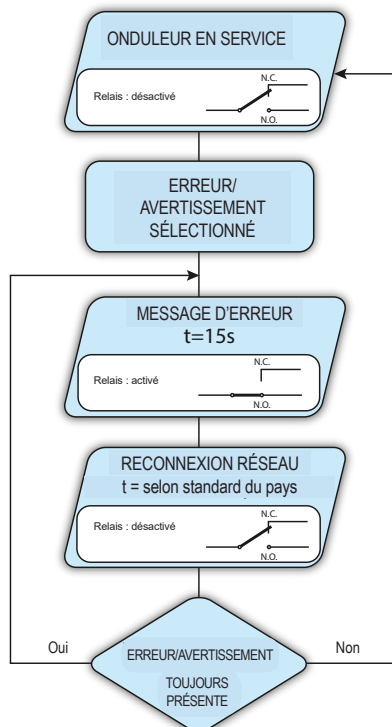 ONDULEUR EN SERVICE
N.C.
Relais : désactivé
N.O.
ERREUR/
AVERTISSEMENT
SÉLECTIONNÉ
MESSAGE D'ERREUR
t=15s
N.C.
Relais : activé
N.O.
RECONNEXION RÉSEAU
t = selon standard du pays
N.C.
Relais : désactivé
N.O.
Oui
Non
ERREUR/AVERTISSEMENT
TOUJOURS
PRÉSENTE